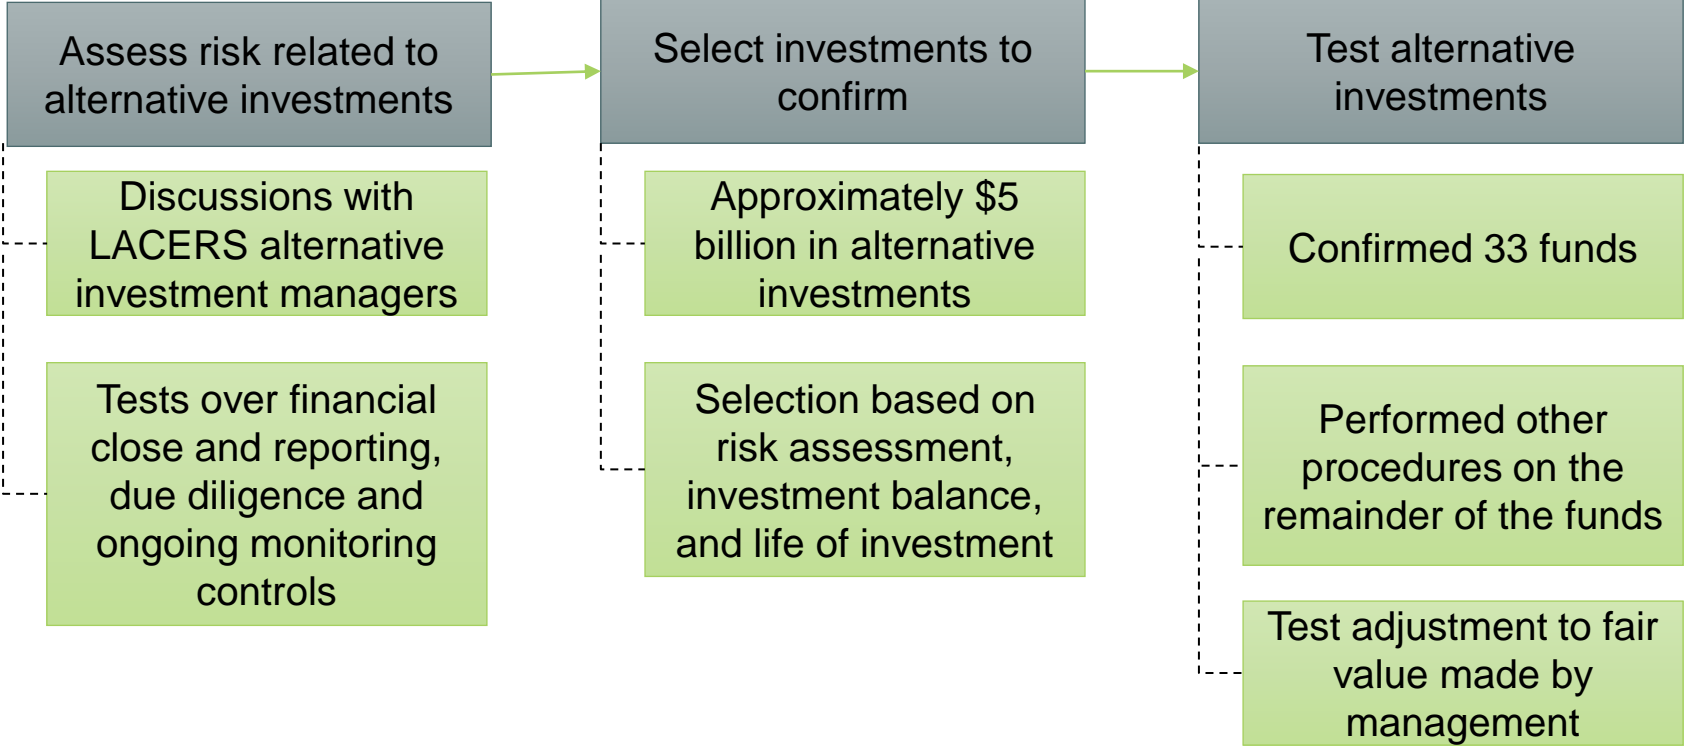 Assess risk related to
alternative investments
Discussions with
LACERS alternative
investment managers
Tests over financial
close and reporting,
due diligence and
ongoing monitoring
controls
Select investments to
confirm
Approximately $5
billion in alternative
investments
Selection based on
risk assessment,
investment balance,
and life of investment
Test alternative
investments
Confirmed 33 funds
Performed other
procedures on the
remainder of the funds
Test adjustment to fair
value made by
management